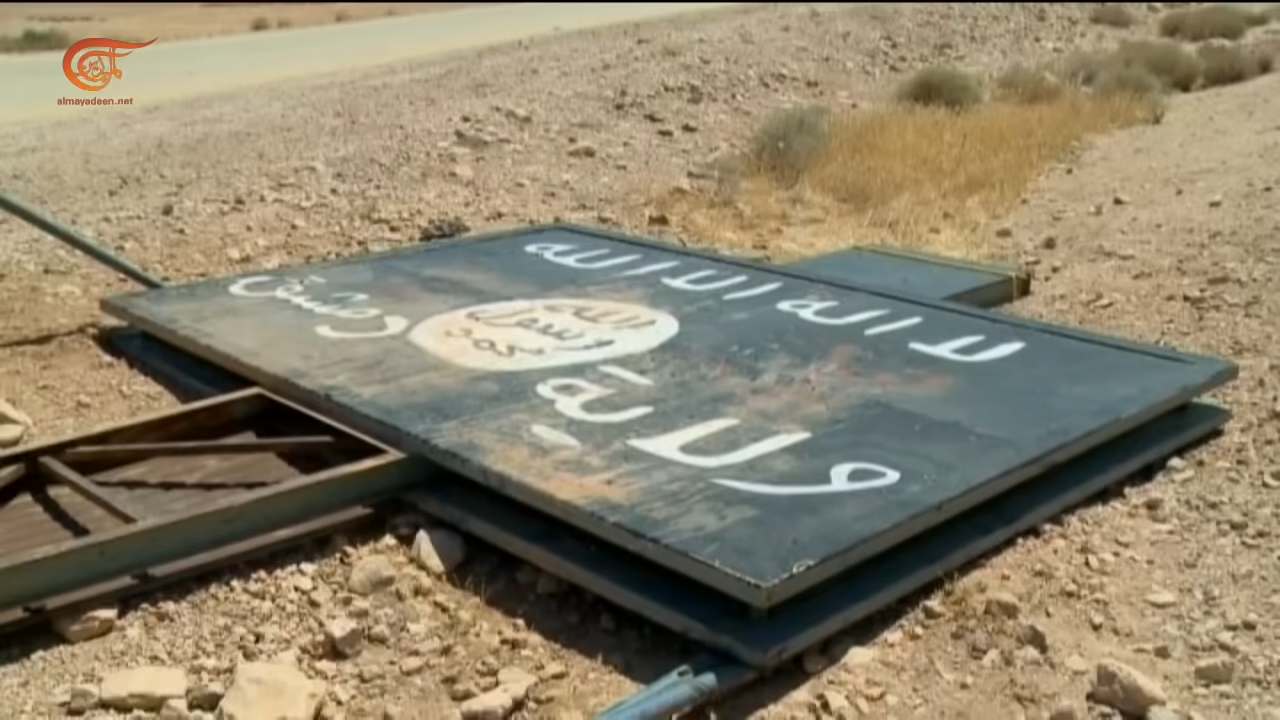 almayadeen.net
لا اله الا الله
الله
رسول
محمد
ولاية دمشق